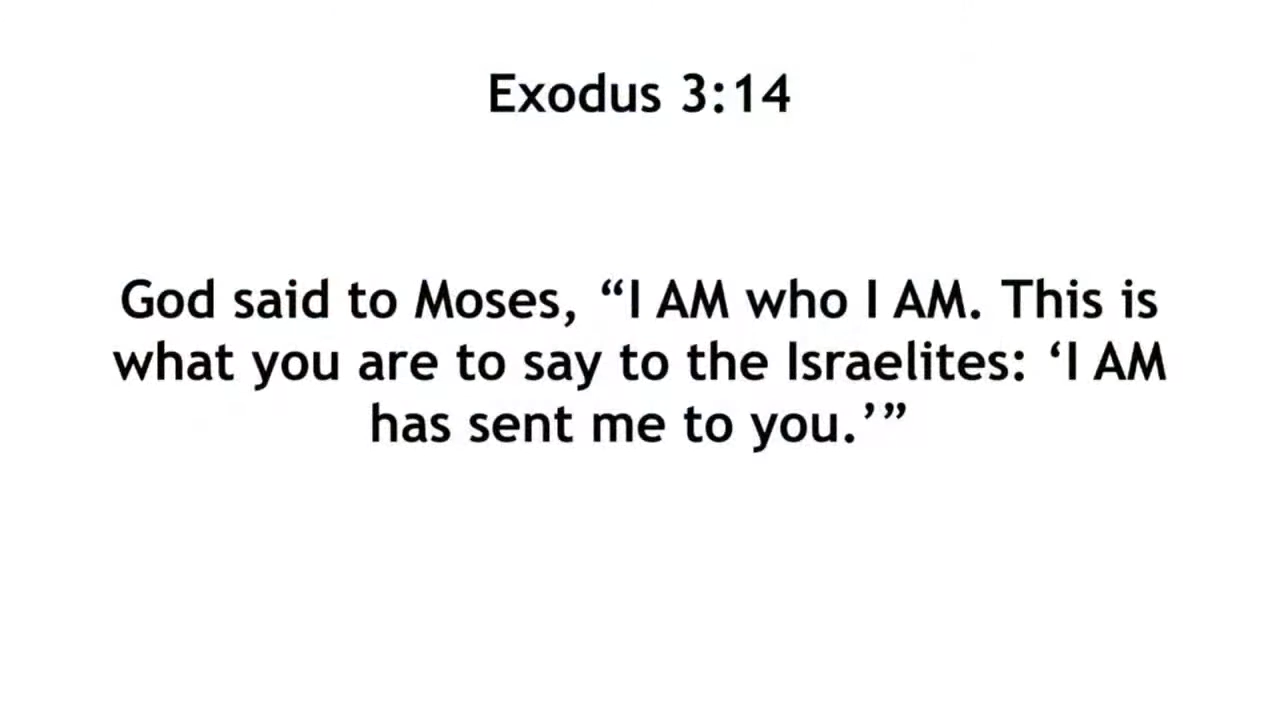 Exodus 3:14
God said to Moses, “I AM who I AM. This is
what you are to say to the Israelites: ‘I AM
has sent me to you.’”